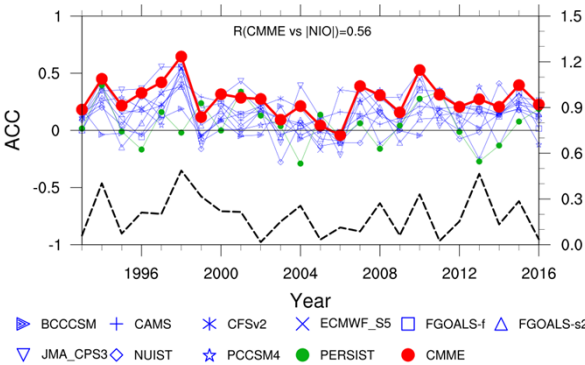 R(CMME vs |NIO|)=0.56
1
0.5
0
-0.5
-1
ACC
1.5
1.2
0.9
0.6
0.3
0.0
1996 2000 2004 2008 2012 2016
Year
BCCCSM CAMS CFSv2 ECMWF_S5 FGOALS-f FGOALS-s2
JMA_CPS3 NUIST PCCSM4 PERSIST CMME